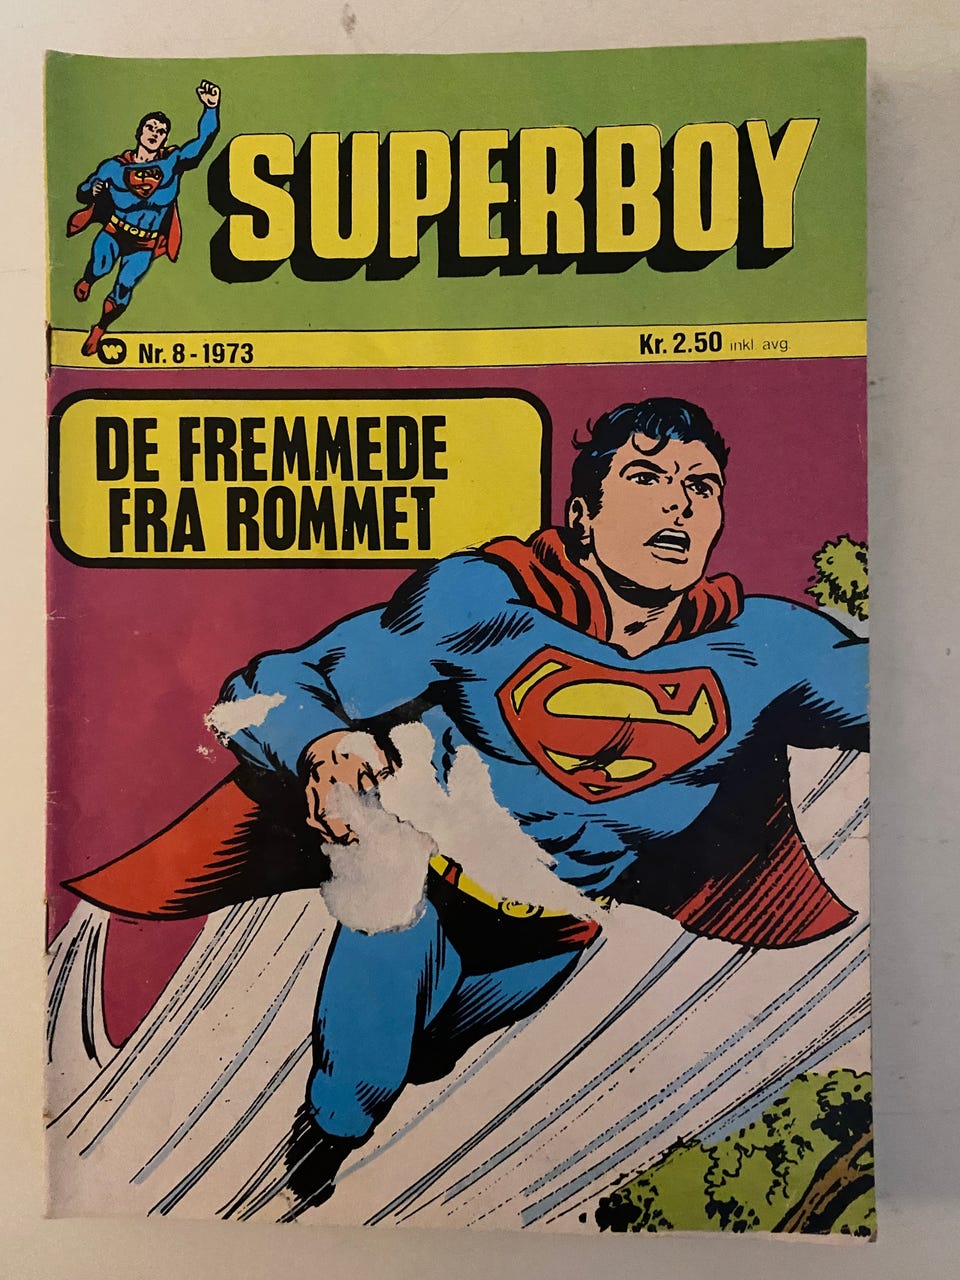 SUPERBOY
Nr. 8 - 1973
Kr. 2.50 inkl. avg.
DE FREMMEDE
FRA ROMMET
S